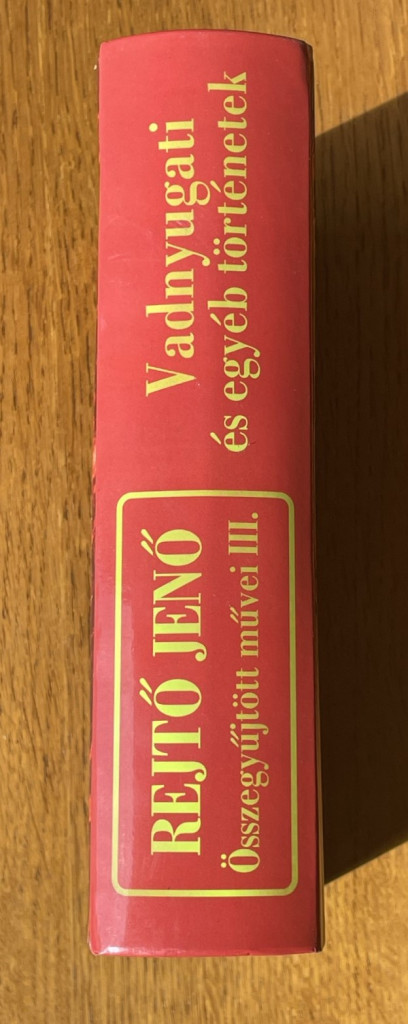 REJTŐ JENŐ
Összegyűjtött művei III.
Vadnyugati
és egyéb történetek